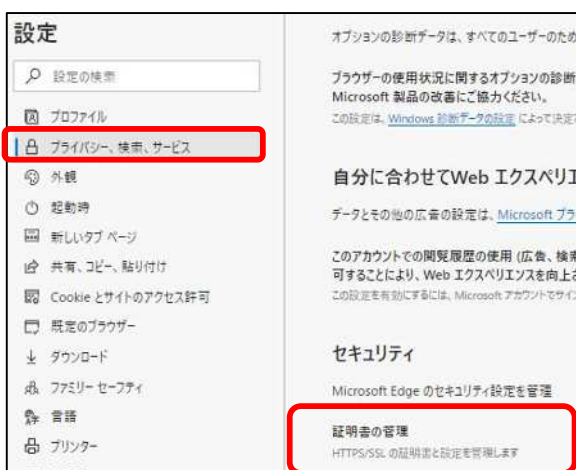 設定
設定の検索
プロファイル
プライバシー、検索、サービス
外観
起動時
新しいタブ ページ
共有、コピー、貼り付け
Cookie とサイトのアクセス許可
既定のブラウザー
ダウンロード
ファミリー セーフティ
言語
プリンター
オプションの診断データは、すべてのユーザーのため
ブラウザーの使用状況に関するオプションの診断
Microsoft 製品の改善にご協力ください。
この設定は、Windows 診断データの設定 によって決定
自分に合わせてWeb エクスペリエ
データとその他の広告の設定は、Microsoft プラ
このアカウントでの閲覧履歴の使用 (広告、検索
可することにより、Web エクスペリエンスを向上さ
この設定を有効にするには、Microsoft アカウントでサイン
セキュリティ
Microsoft Edge のセキュリティ設定を管理
証明書の管理
HTTPS/SSL の証明書と設定を管理します